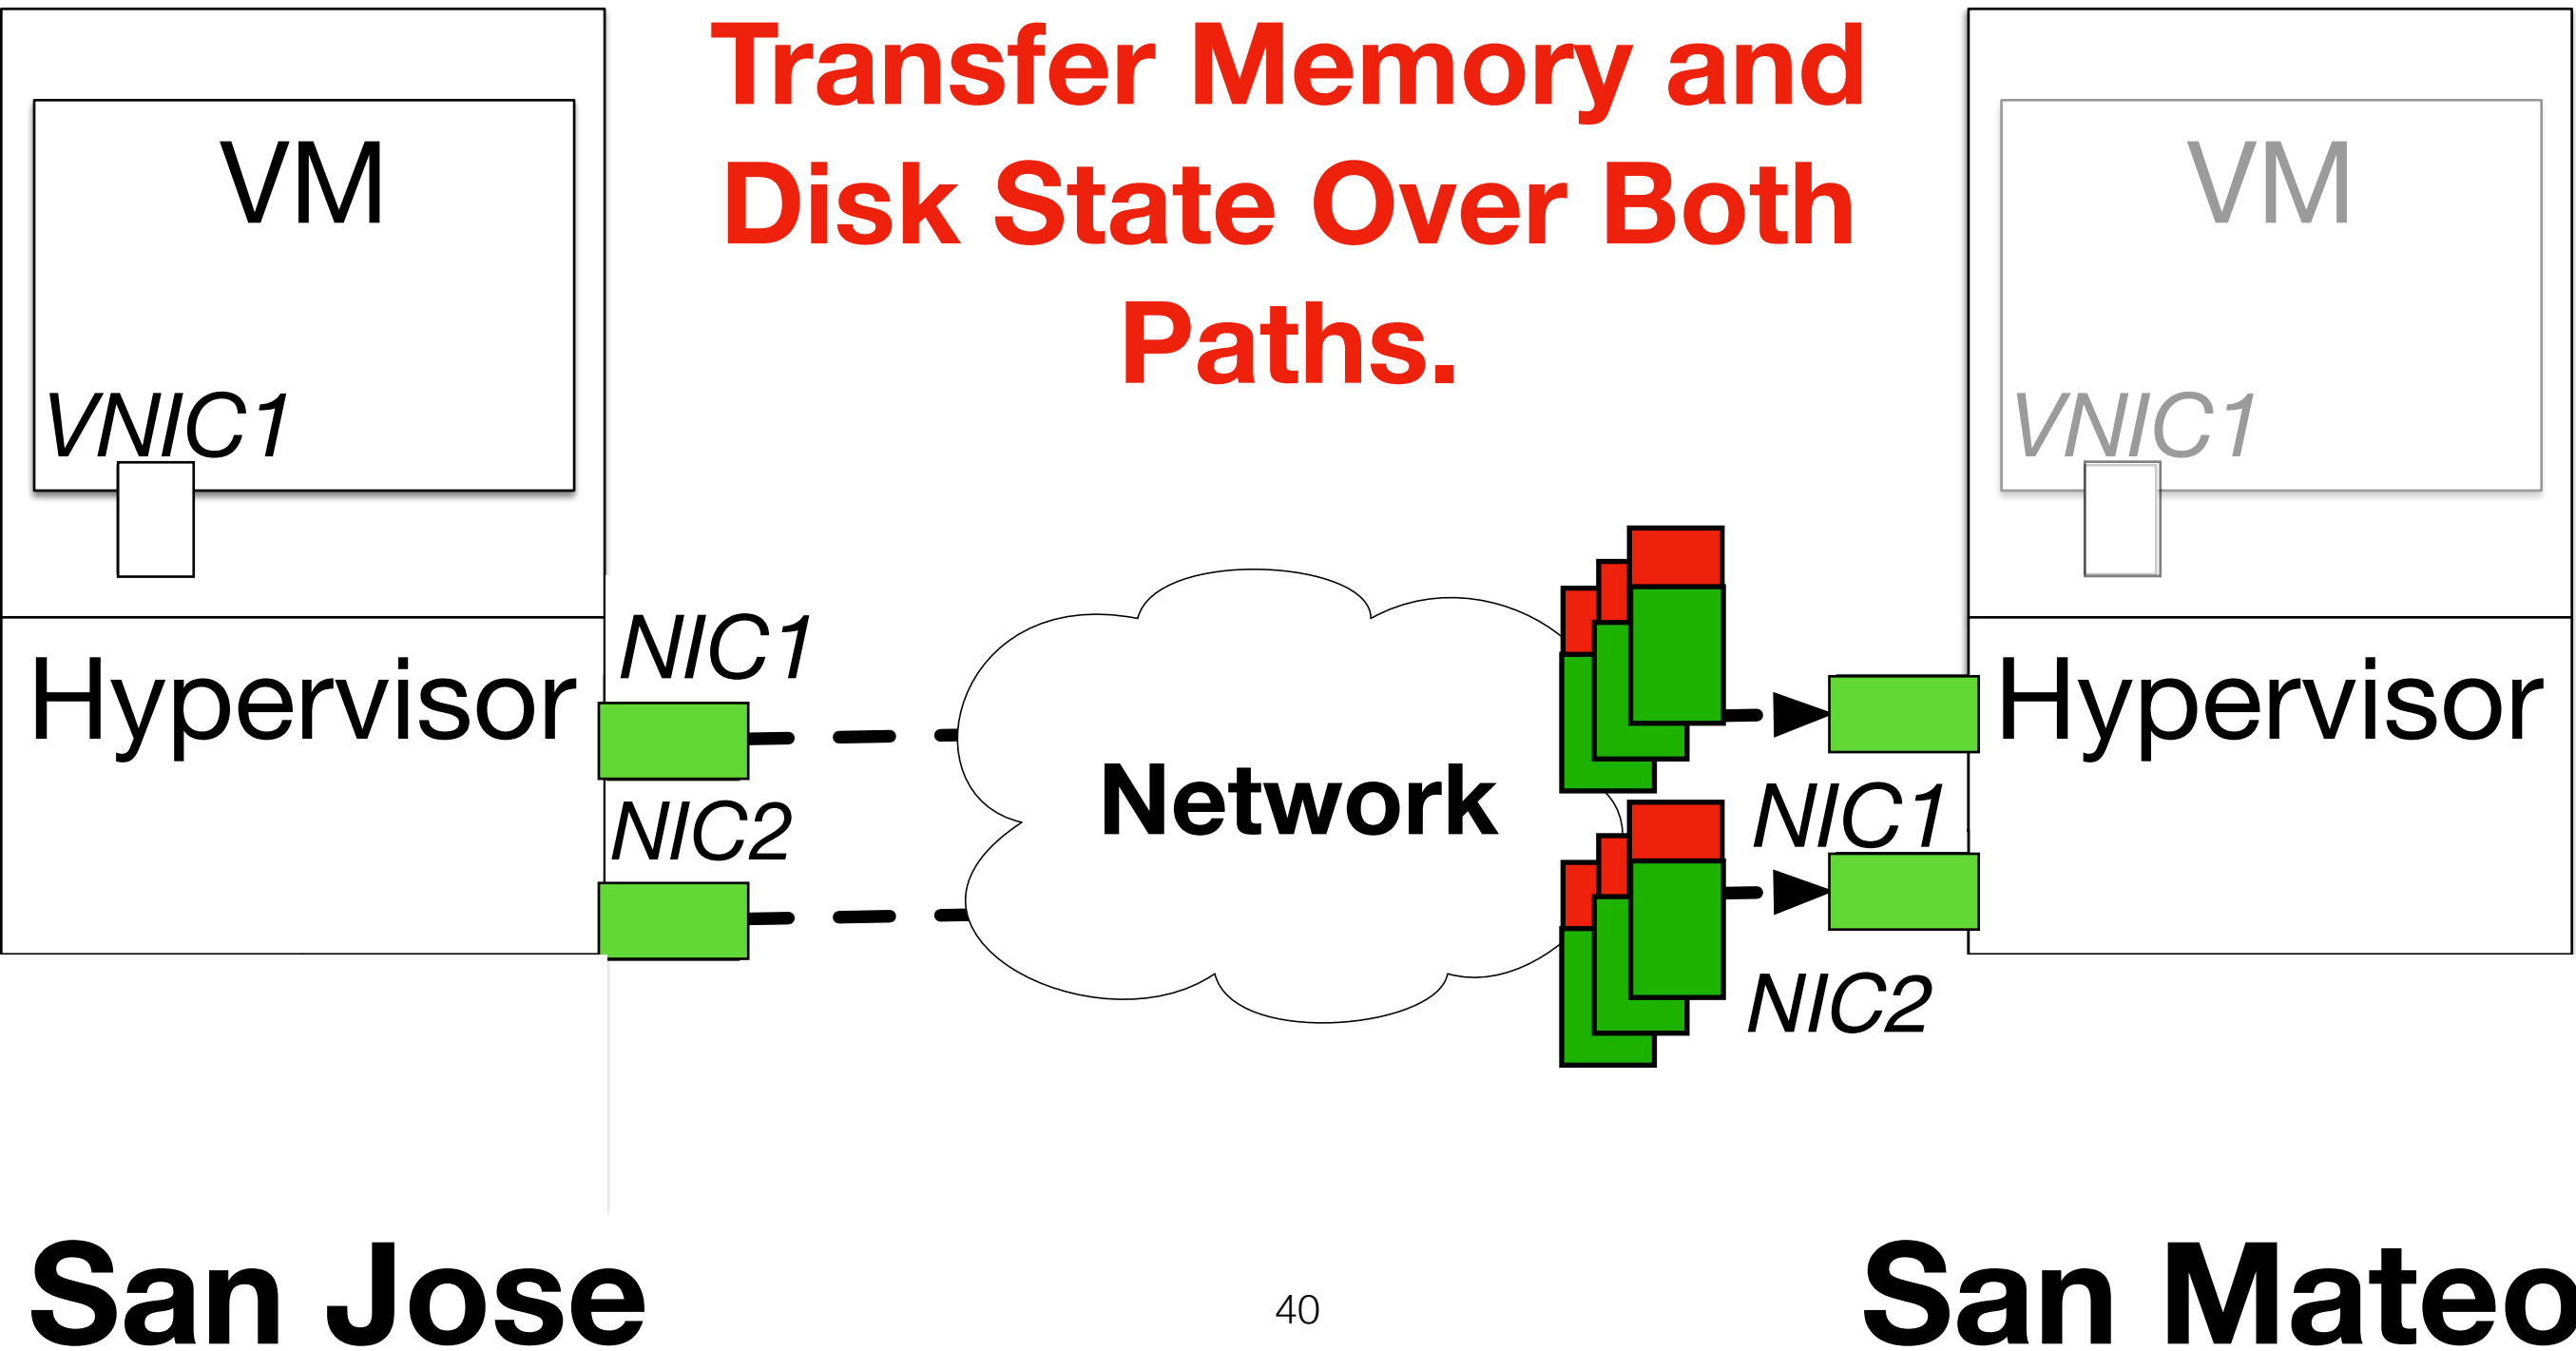 Transfer Memory and
Disk State Over Both
Paths.
VM
VNIC1
Hypervisor
NIC1
NIC2
Network
VM
VNIC1
Hypervisor
NIC1
NIC2
San Jose
40
San Mateo